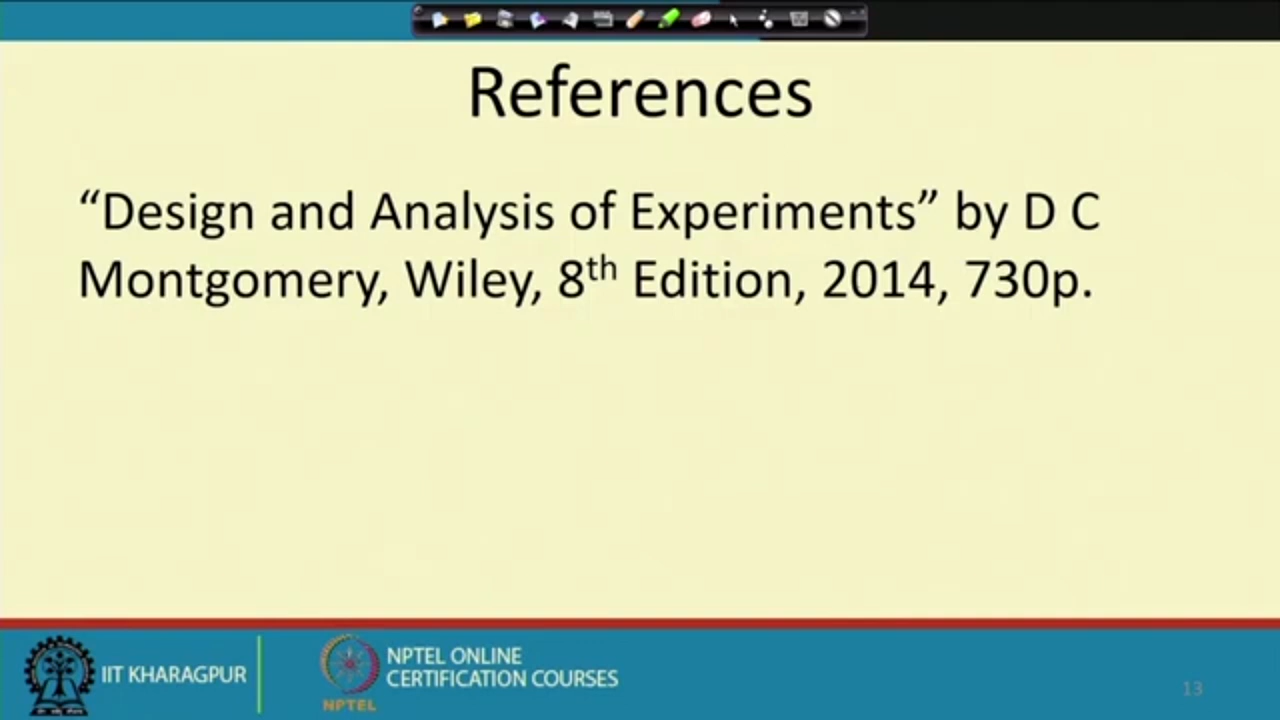 References
“Design and Analysis of Experiments” by D C
Montgomery, Wiley, 8th Edition, 2014, 730p.
IIT KHARAGPUR
NPTEL
NPTEL ONLINE
CERTIFICATION COURSES
13